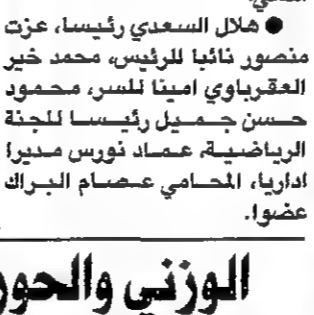 ● هلال السعدي رئيسا، عزت
منصور نائبا للرئيس، محمد خير
العقرباوي امينا للسر، محمود
حسن جميل رئيسا للجنة
الرياضية، عماد نورس مديرا
اداريا، المحامي عصام البراك
عضوا.
الوزني والحور